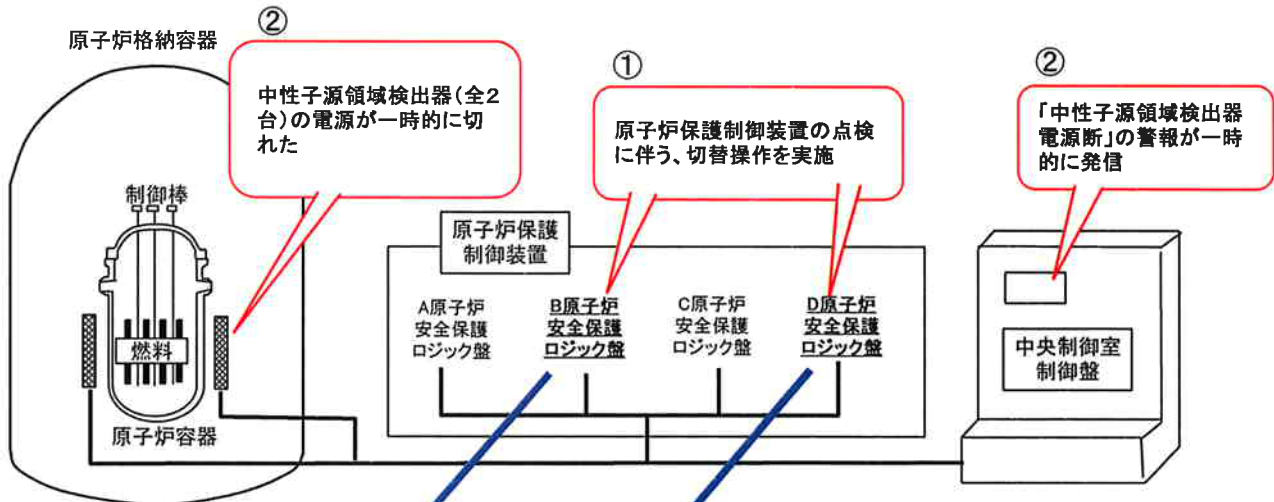 ②
原子炉格納容器
中性子源領域検出器(全2
台)の電源が一時的に切
れた
①
原子炉保護制御装置の点検
に伴う、切替操作を実施
②
「中性子源領域検出器
電源断」の警報が一時
的に発信
制御棒
燃料
原子炉容器
原子炉保護
制御装置
A原子炉
安全保護
ロジック盤
B原子炉
安全保護
ロジック盤
C原子炉
安全保護
ロジック盤
D原子炉
安全保護
ロジック盤
中央制御室
制御盤